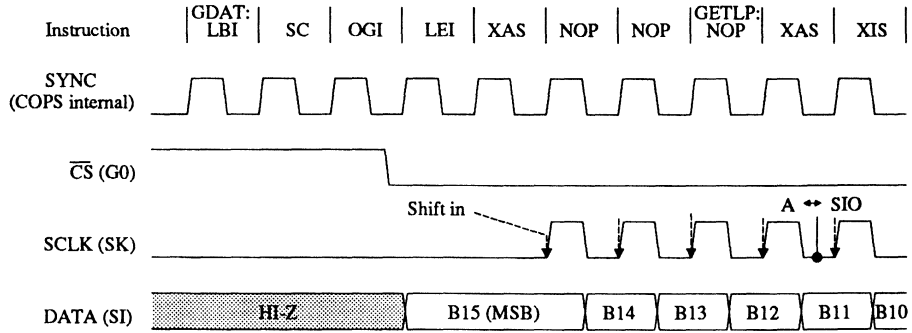 GDAT: GETLP:
Instruction LBI SC OGI LEI XAS NOP NOP NOP XAS XIS
SYNC
(COPS internal)
CS (G0)
Shift in A SIO
SCLK (SK)
DATA (SI) HI-Z B15 (MSB) B14 B13 B12 B11 B10